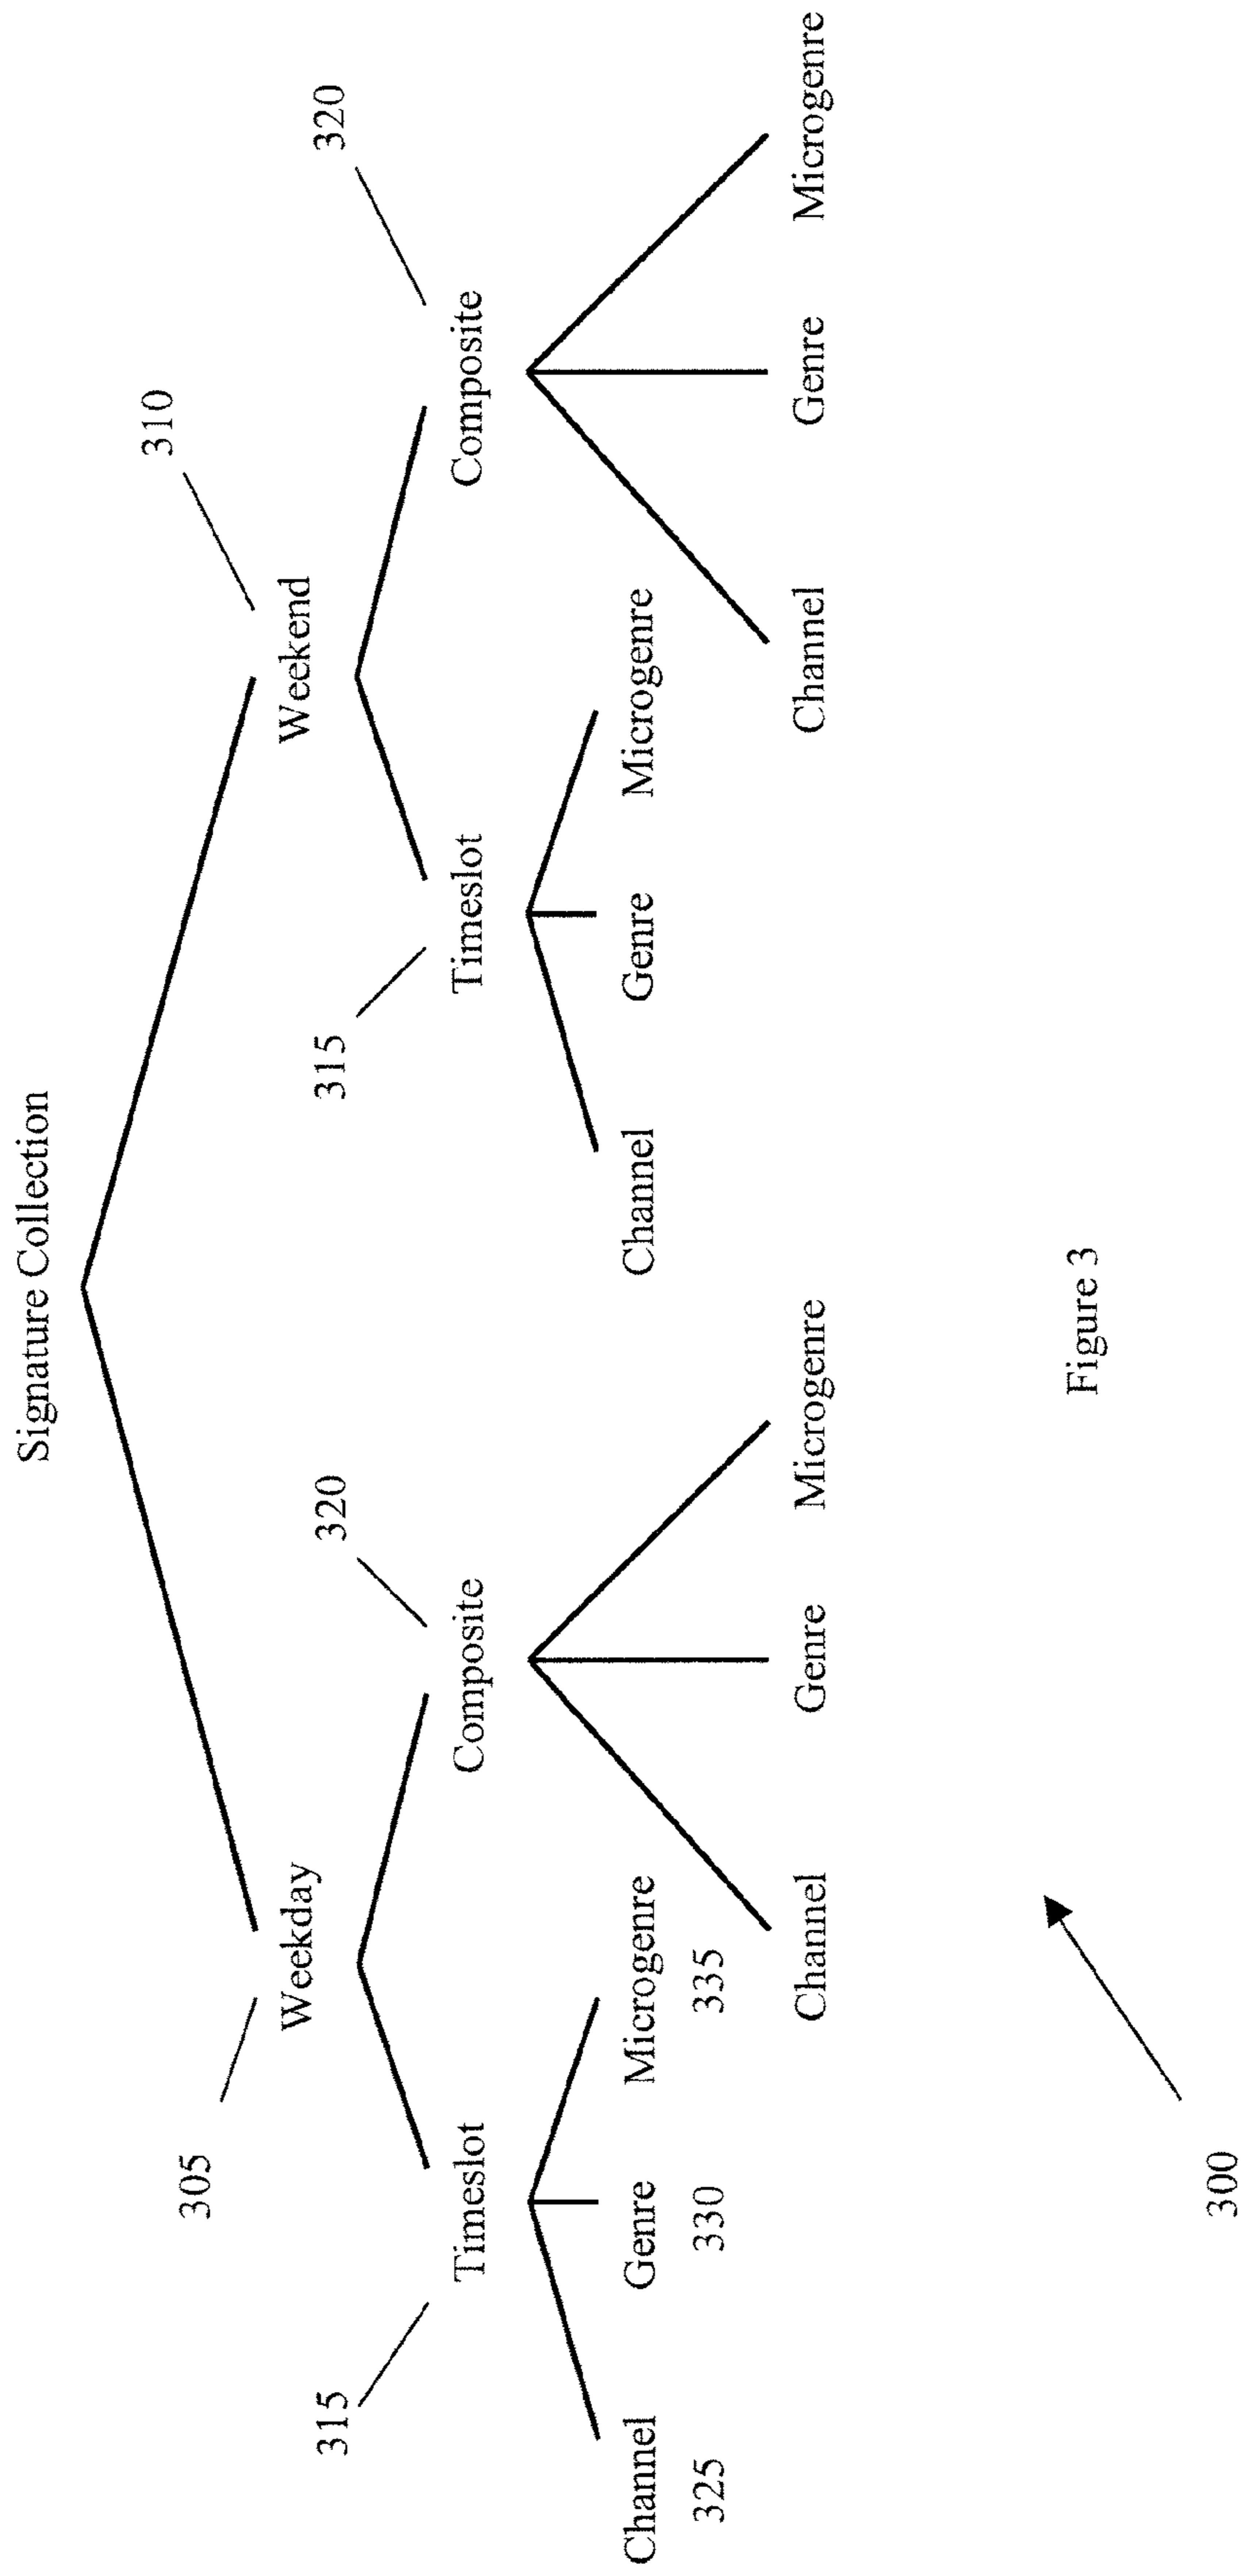 Signature Collection
305
Weekday
310
Weekend
315
Timeslot
320
Composite
315
Timeslot
320
Composite
Channel
Genre
Microgenre
325
330
335
Channel
Genre
Microgenre
Channel
Genre
Microgenre
Channel
Genre
Microgenre
300
Figure 3